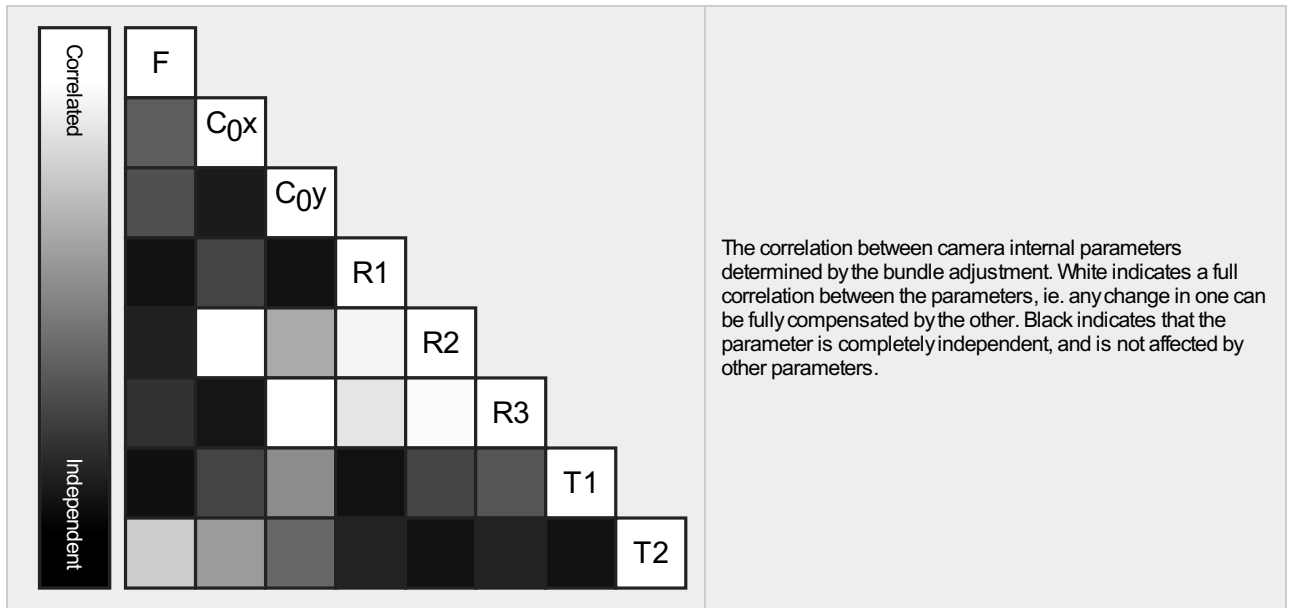 Correlated
Independent
F
C0x
C0y
R1
R2
R3
T1
T2
The correlation between camera internal parameters
determined by the bundle adjustment. White indicates a full
correlation between the parameters, ie. any change in one can
be fully compensated by the other. Black indicates that the
parameter is completely independent, and is not affected by
other parameters.